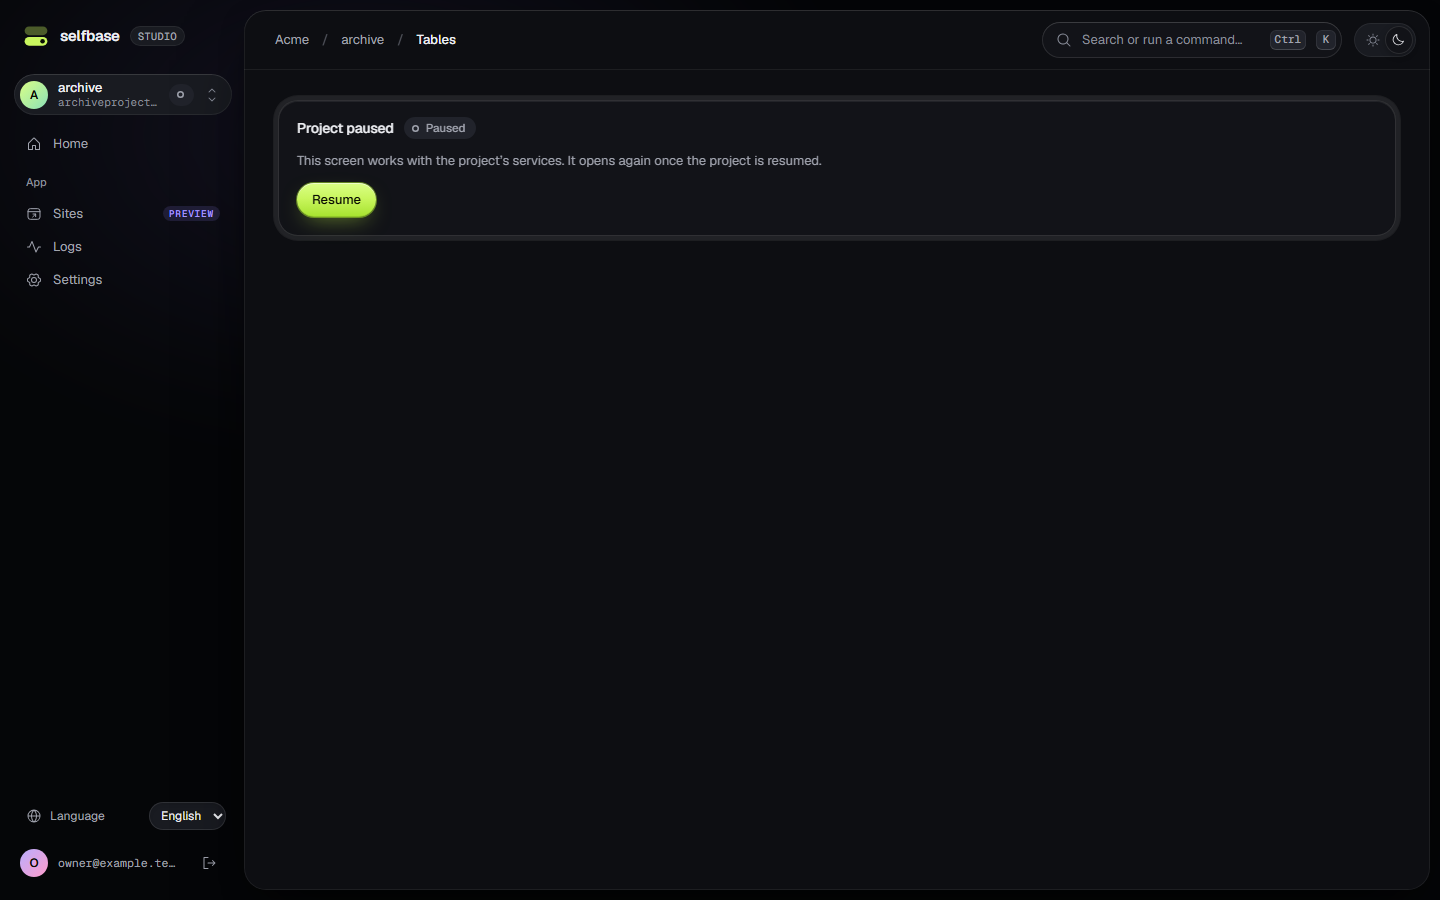 selfbase STUDIO
A
archive
archiveproject…
Home
App
Sites PREVIEW
Logs
Settings
Language English
O owner@example.te…
Acme / archive / Tables
Search or run a command… Ctrl K
Project paused Paused
This screen works with the project's services. It opens again once the project is resumed.
Resume